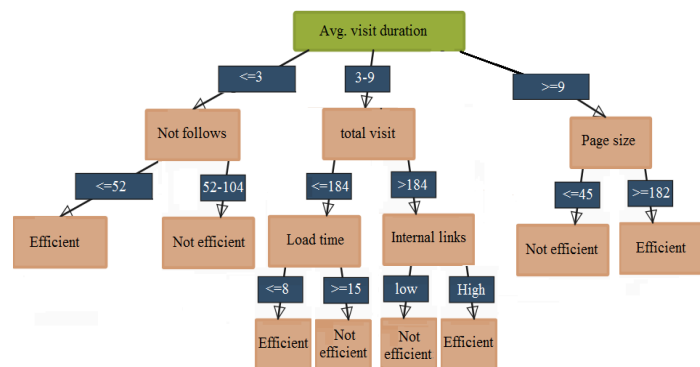 Avg. visit duration
<=3
3-9
>=9
Not follows
total visit
Page size
<=52
52-104
<=184
>184
<=45
>=182
Efficient
Not efficient
Load time
Internal links
Not efficient
Efficient
<=8
>=15
low
High
Efficient
Not
efficient
Not
efficient
Efficient